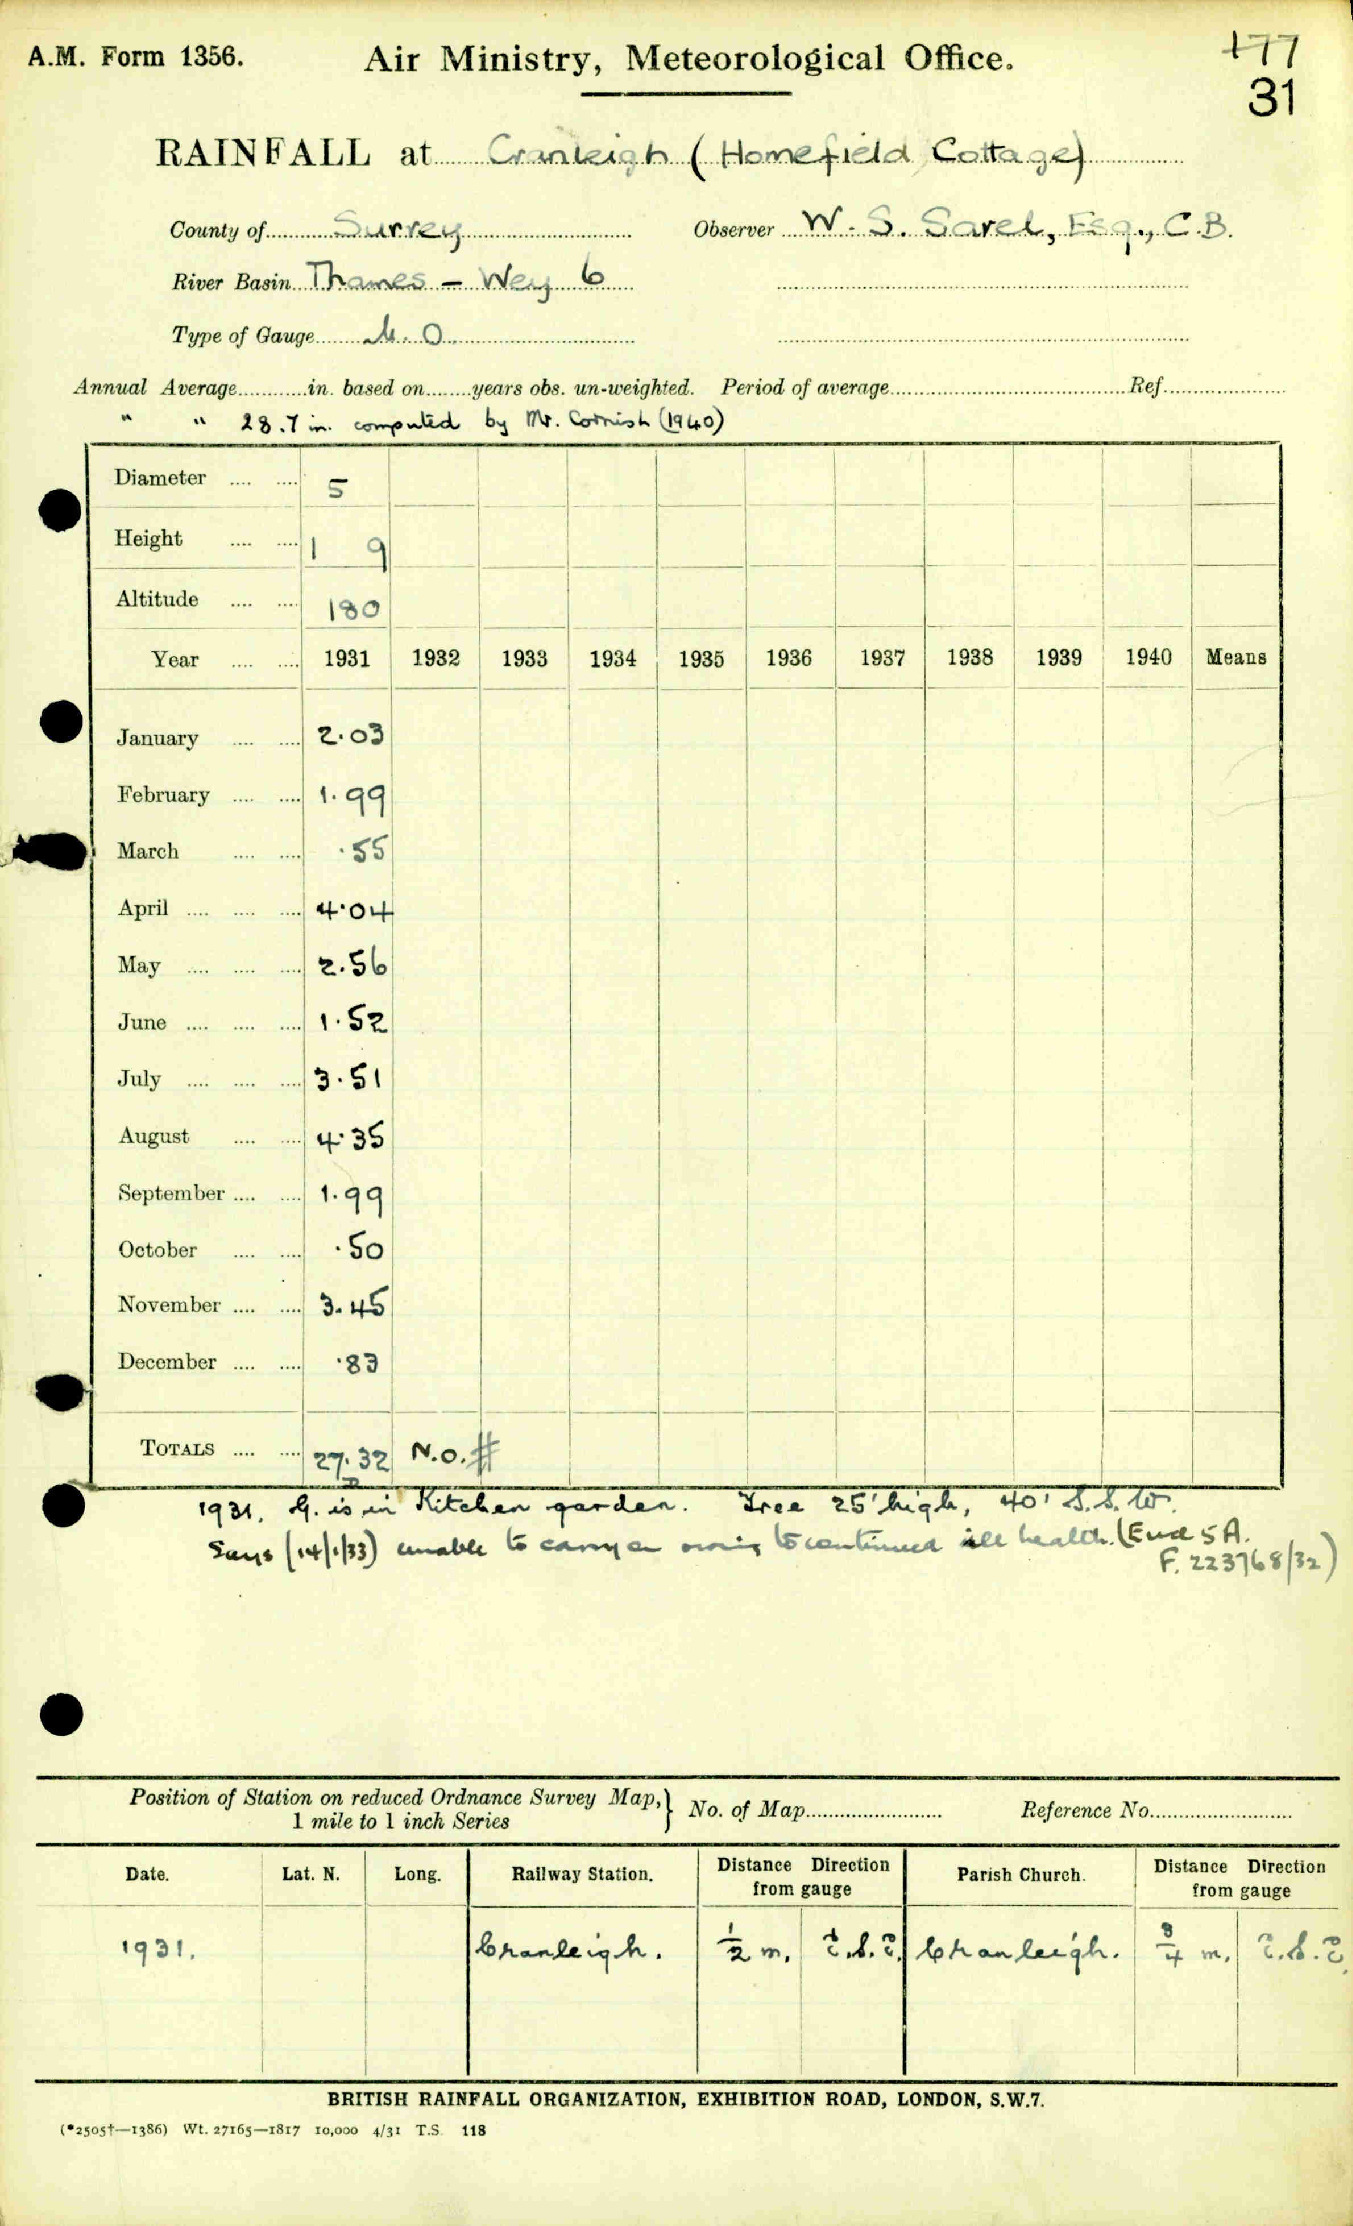 A.M. Form 1356. Air Ministry, Meteorological Office. 177
31
RAINFALL at Cranleigh (Homefield Cottage)
County of Surrey Observer W. S. Sarel, Esq., C.B.
River Basin Thames - Wey 6
Type of Gauge M.O.
Annual Average in. based on years obs. un-weighted. Period of average Ref.
" " 28.7 in. computed by Mr. Cornish (1940)
Diameter 5
Height 1 9
Altitude 180
Year 1931 1932 1933 1934 1935 1936 1937 1938 1939 1940 Means
January 2.03
February 1.99
March .55
April 4.04
May 2.56
June 1.52
July 3.51
August 4.35
September 1.99
October .50
November 3.45
December .83
TOTALS 27.32 N.O. #
1931. G. is in Kitchen garden. Tree 25' high, 40' S.S.W.
Says (14/1/33) unable to carry on owing to continued ill health. (Encl 5A.
F. 223768/32)
Position of Station on reduced Ordnance Survey Map, } No. of Map Reference No.
1 mile to 1 inch Series
Date. Lat. N. Long. Railway Station. Distance Direction from gauge Parish Church. Distance Direction from gauge
1931. Cranleigh. 1/2 m. E.S.E. Cranleigh. 3/4 m. E.S.E.
BRITISH RAINFALL ORGANIZATION, EXHIBITION ROAD, LONDON, S.W.7.
(*2505†—1386) Wt. 27165—1817 10,000 4/31 T.S. 118